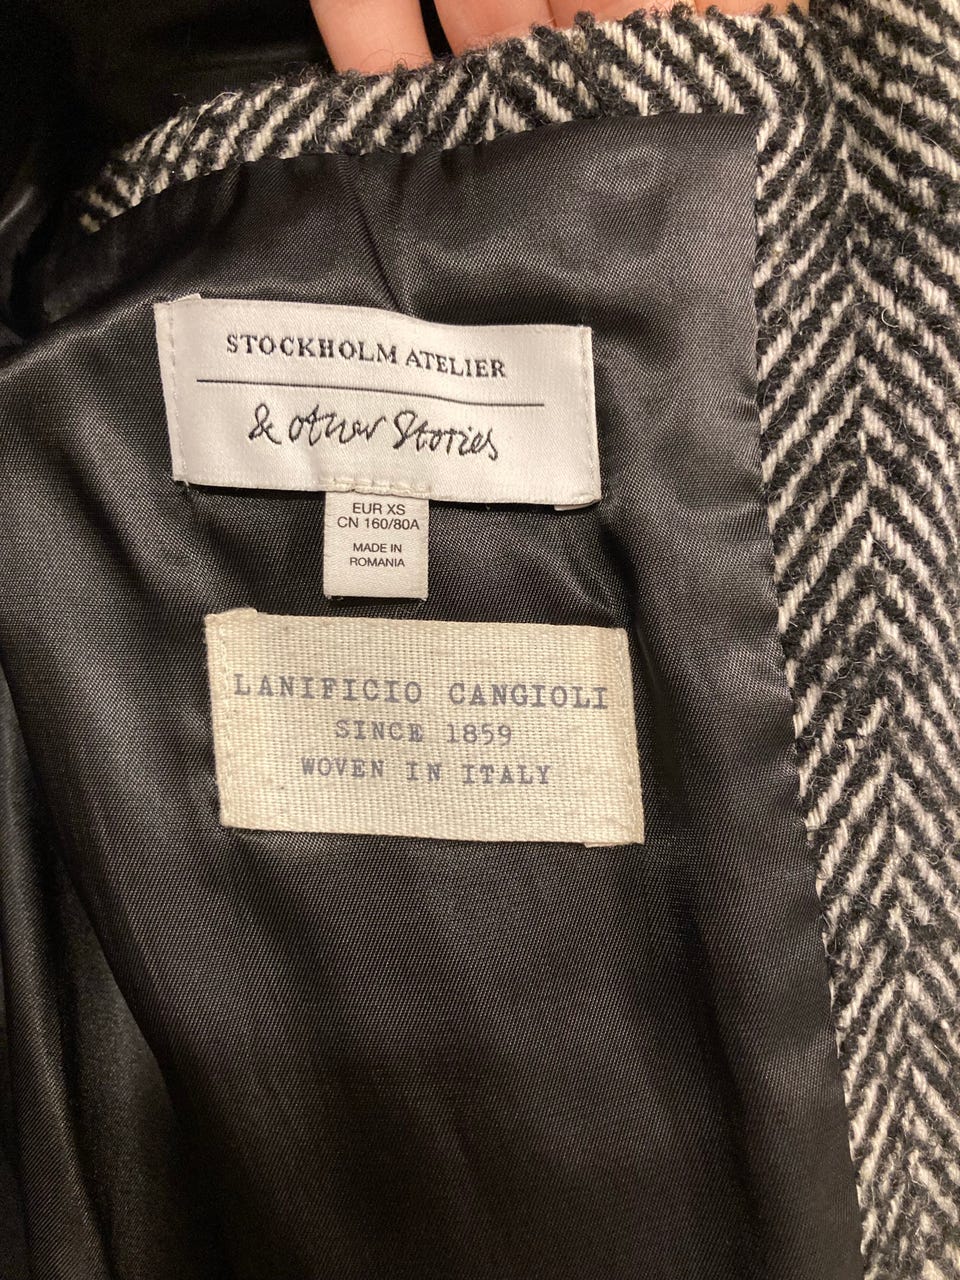 STOCKHOLM ATELIER
& other Stories
EUR XS
CN 160/80A
MADE IN
ROMANIA
LANIFICIO CANGIOLI
SINCE 1859
WOVEN IN ITALY